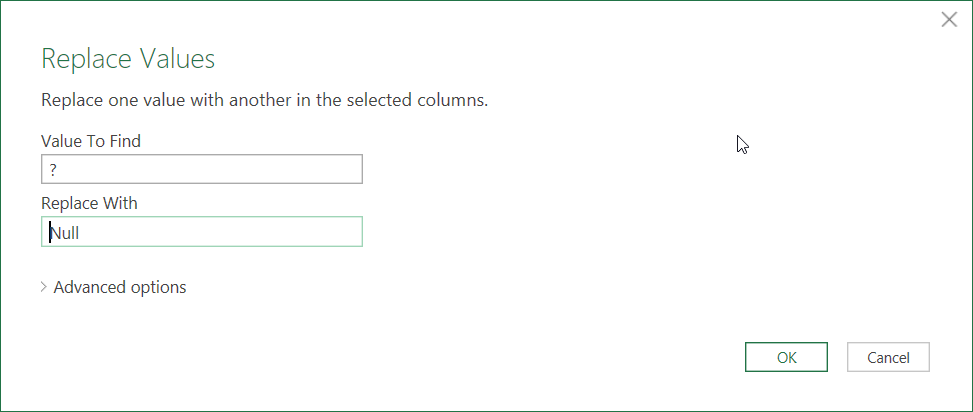 Replace Values
Replace one value with another in the selected columns.
Value To Find
?
Replace With
Null
Advanced options
OK
Cancel